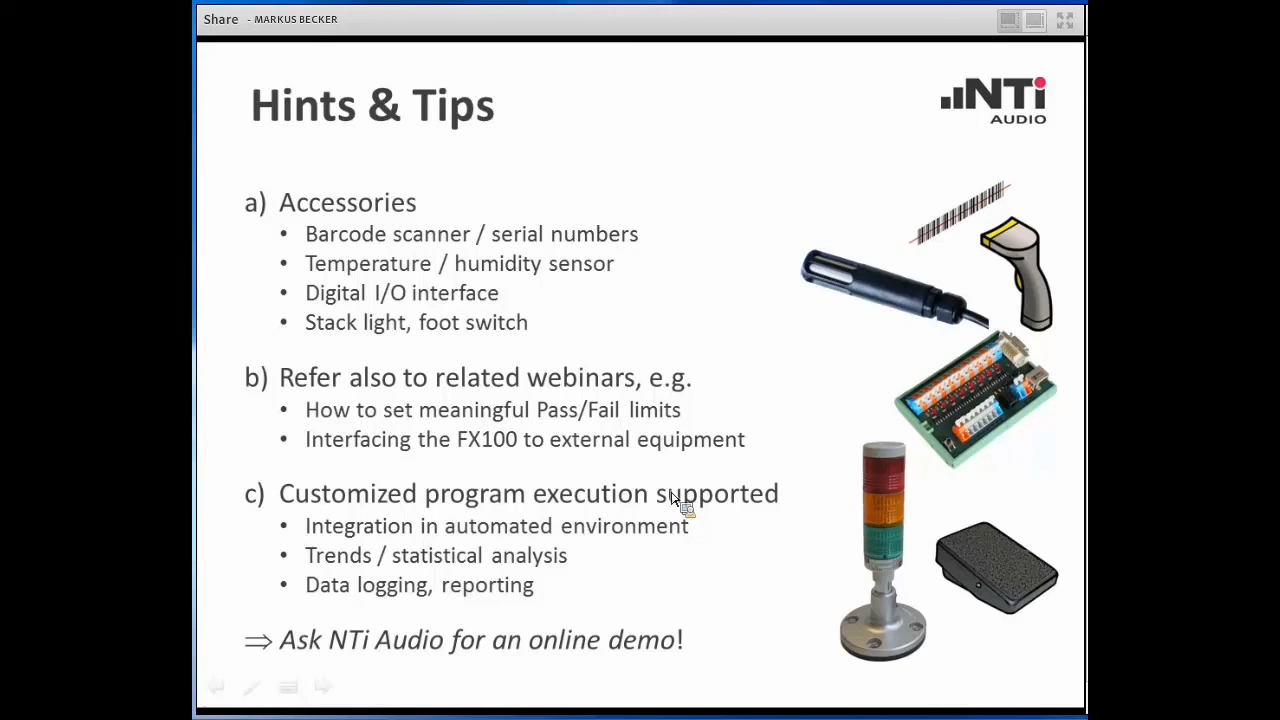 Share - MARKUS BECKER
Hints & Tips
NTi
AUDIO
a) Accessories
• Barcode scanner / serial numbers
• Temperature / humidity sensor
• Digital I/O interface
• Stack light, foot switch
b) Refer also to related webinars, e.g.
• How to set meaningful Pass/Fail limits
• Interfacing the FX100 to external equipment
c) Customized program execution supported
• Integration in automated environment
• Trends / statistical analysis
• Data logging, reporting
⇒ Ask NTi Audio for an online demo!